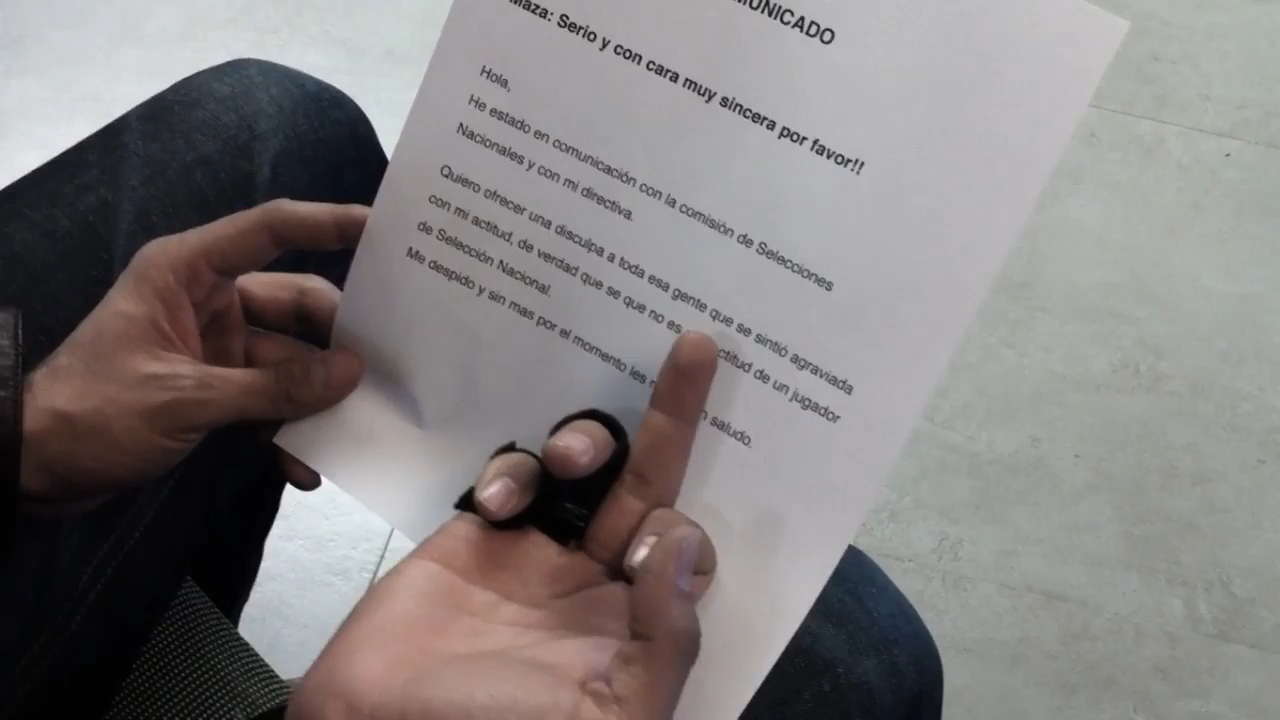 MUNICADO
Maza: Serio y con cara muy sincera por favor!!
Hola,
He estado en comunicación con la comisión de Selecciones
Nacionales y con mi directiva.
Quiero ofrecer una disculpa a toda esa gente que se sintió agraviada
con mi actitud, de verdad que se que no es ctitud de un jugador
de Selección Nacional.
Me despido y sin mas por el momento les n saludo.